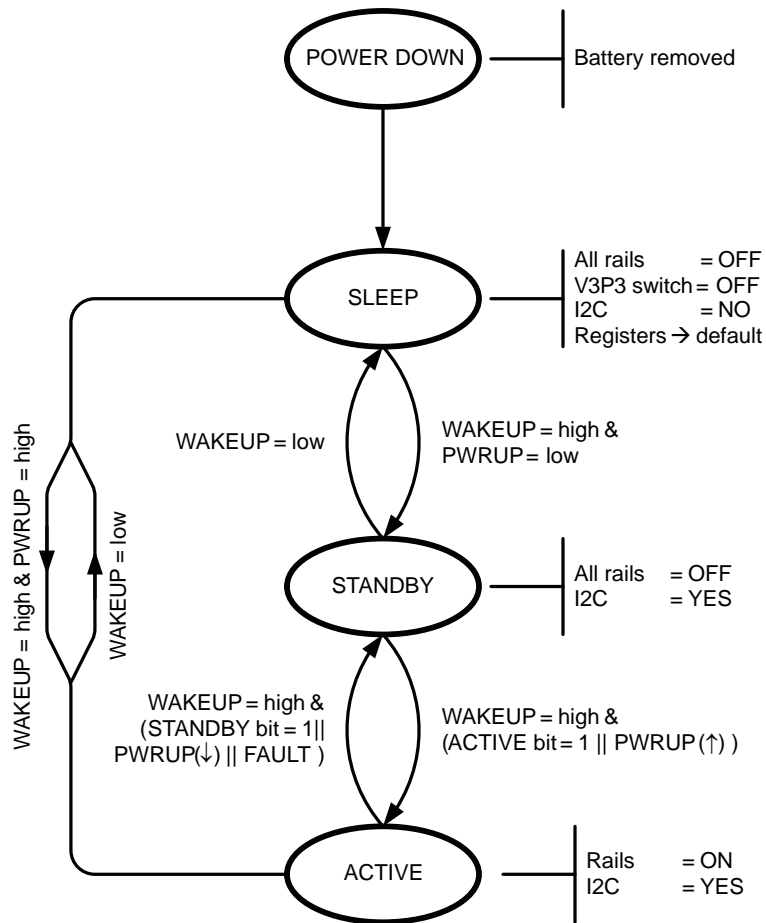 POWER DOWN
Battery removed
SLEEP
All rails = OFF
V3P3 switch = OFF
I2C = NO
Registers → default
WAKEUP = low
WAKEUP = high &
PWRUP = low
WAKEUP = high & PWRUP = high
WAKEUP = low
STANDBY
All rails = OFF
I2C = YES
WAKEUP = high &
(STANDBY bit = 1||
PWRUP(↓) || FAULT )
WAKEUP = high &
(ACTIVE bit = 1 || PWRUP (↑) )
ACTIVE
Rails = ON
I2C = YES